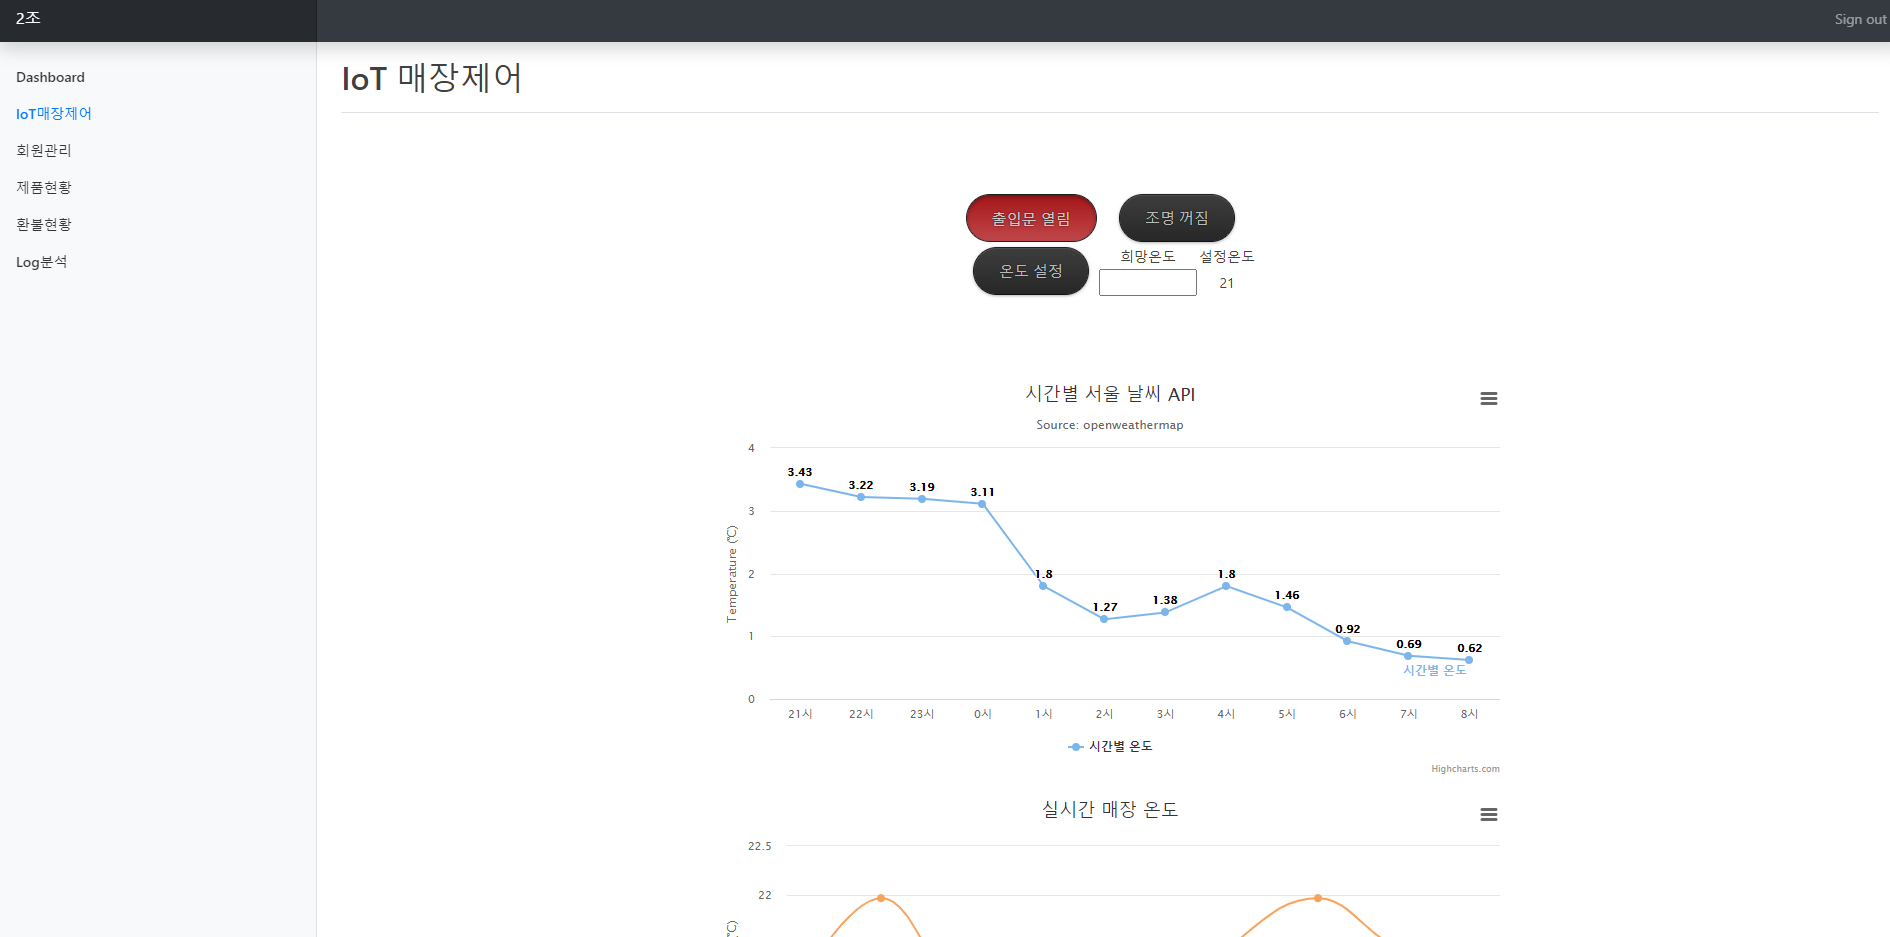 2조
Sign out
Dashboard
IoT매장제어
회원관리
제품현황
환불현황
Log분석
IoT 매장제어
출입문 열림
조명 꺼짐
온도 설정
희망온도
설정온도
21
시간별 서울 날씨 API
Source: openweathermap
Temperature (℃)
4
3
2
1
0
3.43
3.22
3.19
3.11
1.8
1.27
1.38
1.8
1.46
0.92
0.69
0.62
시간별 온도
21시 22시 23시 0시 1시 2시 3시 4시 5시 6시 7시 8시
시간별 온도
Highcharts.com
실시간 매장 온도
22.5
22
(℃)